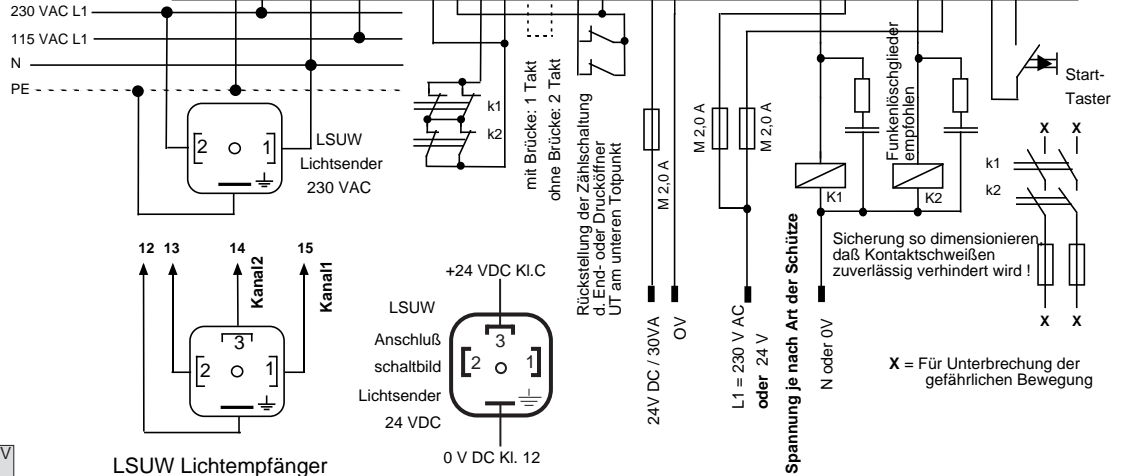 230 VAC L1
115 VAC L1
N
PE
2
1
LSUW
Lichtsender
230 VAC
k1
k2
mit Brücke: 1 Takt
ohne Brücke: 2 Takt
Rückstellung der Zählschaltung
d. End- oder Drucköffner
UT am unteren Totpunkt
M 2,0 A
M 2,0 A
M 2,0 A
Funkenlöschglieder
empfohlen
K1
K2
Start-
Taster
X
X
k1
k2
Sicherung so dimensionieren,
daß Kontaktschweißen
zuverlässig verhindert wird !
X
X
X = Für Unterbrechung der
gefährlichen Bewegung
12
13
14
15
Kanal2
Kanal1
3
2
1
LSUW Lichtempfänger
+24 VDC Kl.C
LSUW
Anschluß
schaltbild
Lichtsender
24 VDC
3
2
1
0 V DC Kl. 12
24V DC / 30VA
OV
L1 = 230 V AC
oder 24 V
Spannung je nach Art der Schütze
N oder 0V
V